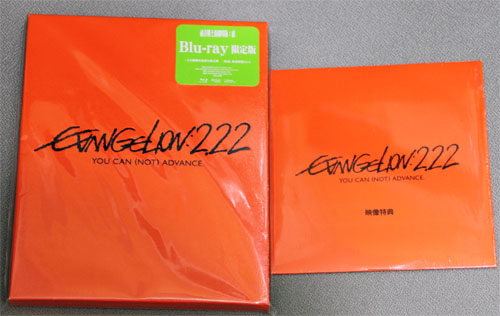 Blu-ray 限定版
EVANGELION:2.22
YOU CAN (NOT) ADVANCE.
EVANGELION:2.22
YOU CAN (NOT) ADVANCE.
映像特典